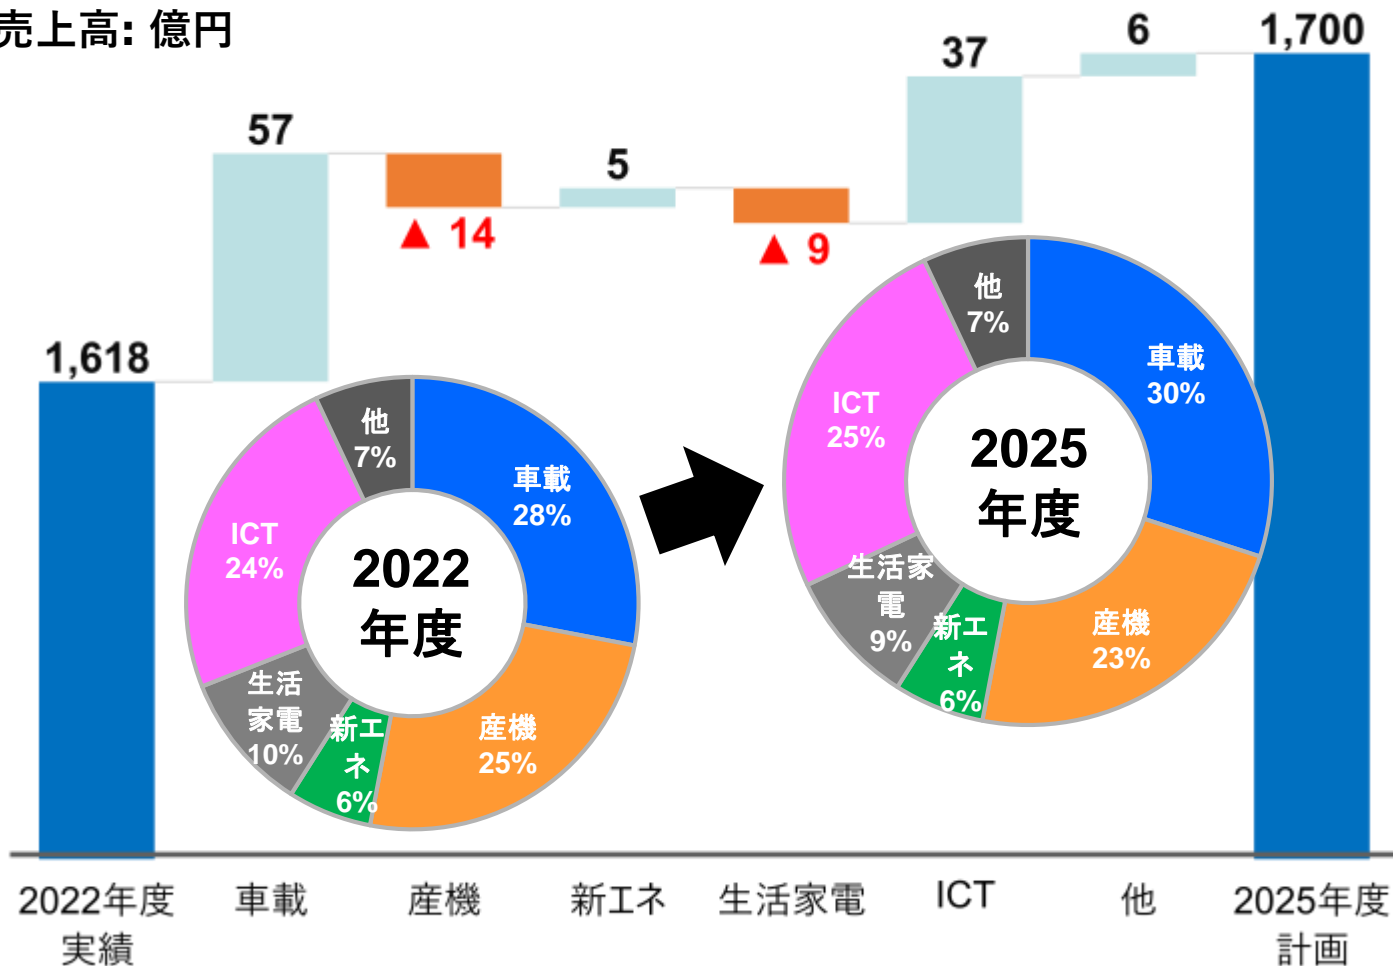 売上高: 億円
1,618
57
▲ 14
5
▲ 9
37
6
1,700
2022
年度
車載
28%
産機
25%
新エ
ネ
6%
生活
家電
10%
ICT
24%
他
7%
2025
年度
車載
30%
産機
23%
新エ
ネ
6%
生活家
電
9%
ICT
25%
他
7%
2022年度
実績
車載
産機
新エネ
生活家電
ICT
他
2025年度
計画